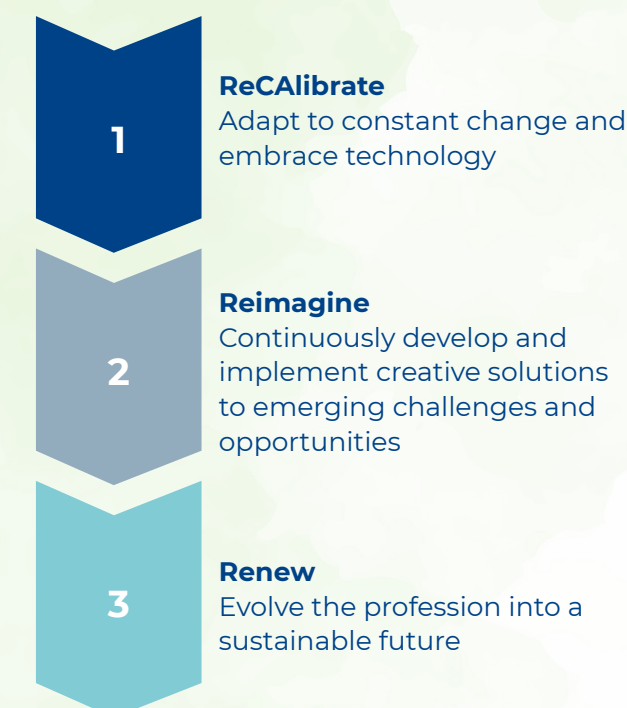 1
ReCAlibrate
Adapt to constant change and
embrace technology
2
Reimagine
Continuously develop and
implement creative solutions
to emerging challenges and
opportunities
3
Renew
Evolve the profession into a
sustainable future